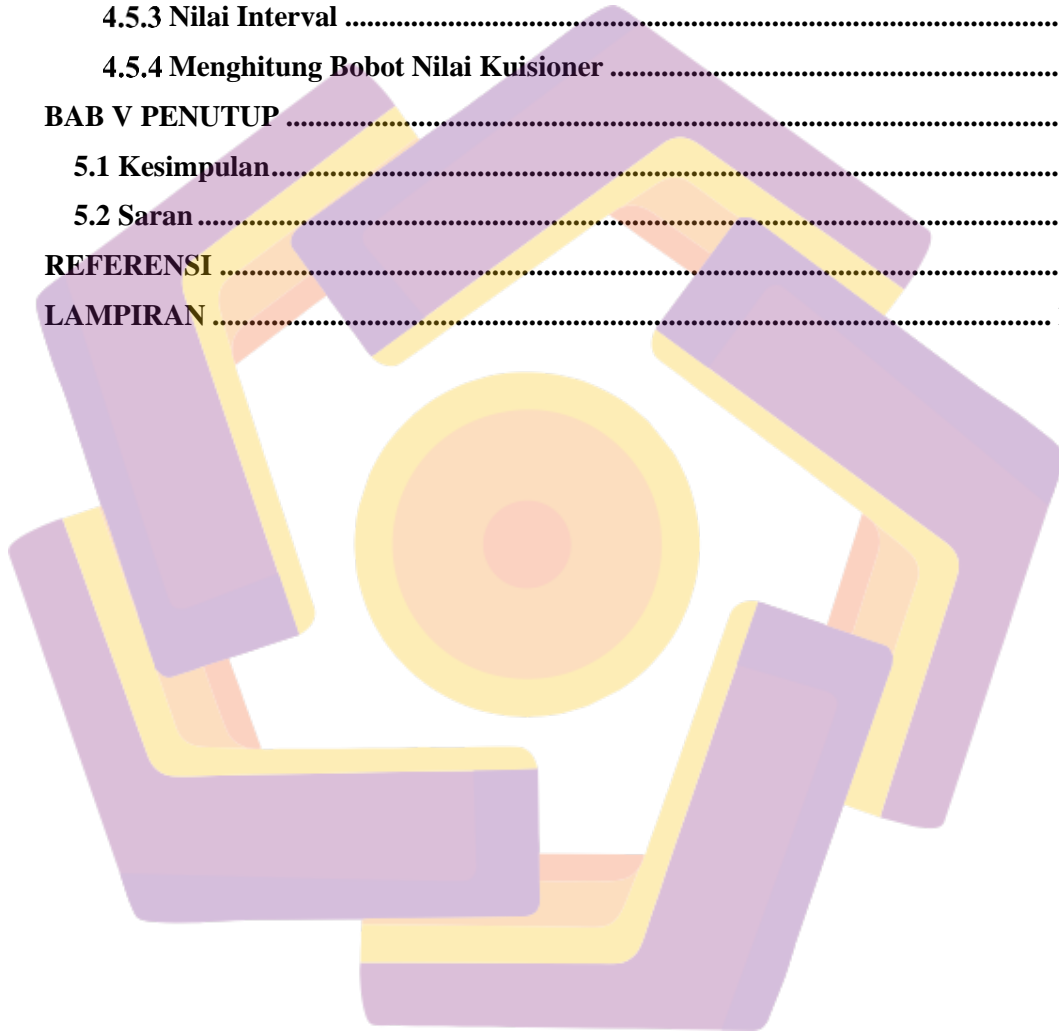 4.5.3 Nilai Interval ........................................................................................................
4.5.4 Menghitung Bobot Nilai Kuisioner .................................................................
BAB V PENUTUP ........................................................................................................
5.1 Kesimpulan........................................................................................................
5.2 Saran ........................................................................................................
REFERENSI ........................................................................................................
LAMPIRAN ........................................................................................................